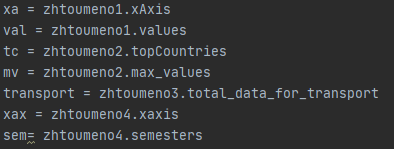 xa = zhtoumeno1.xAxis
val = zhtoumeno1.values
tc = zhtoumeno2.topCountries
mv = zhtoumeno2.max_values
transport = zhtoumeno3.total_data_for_transport
xax = zhtoumeno4.xaxis
sem= zhtoumeno4.semesters